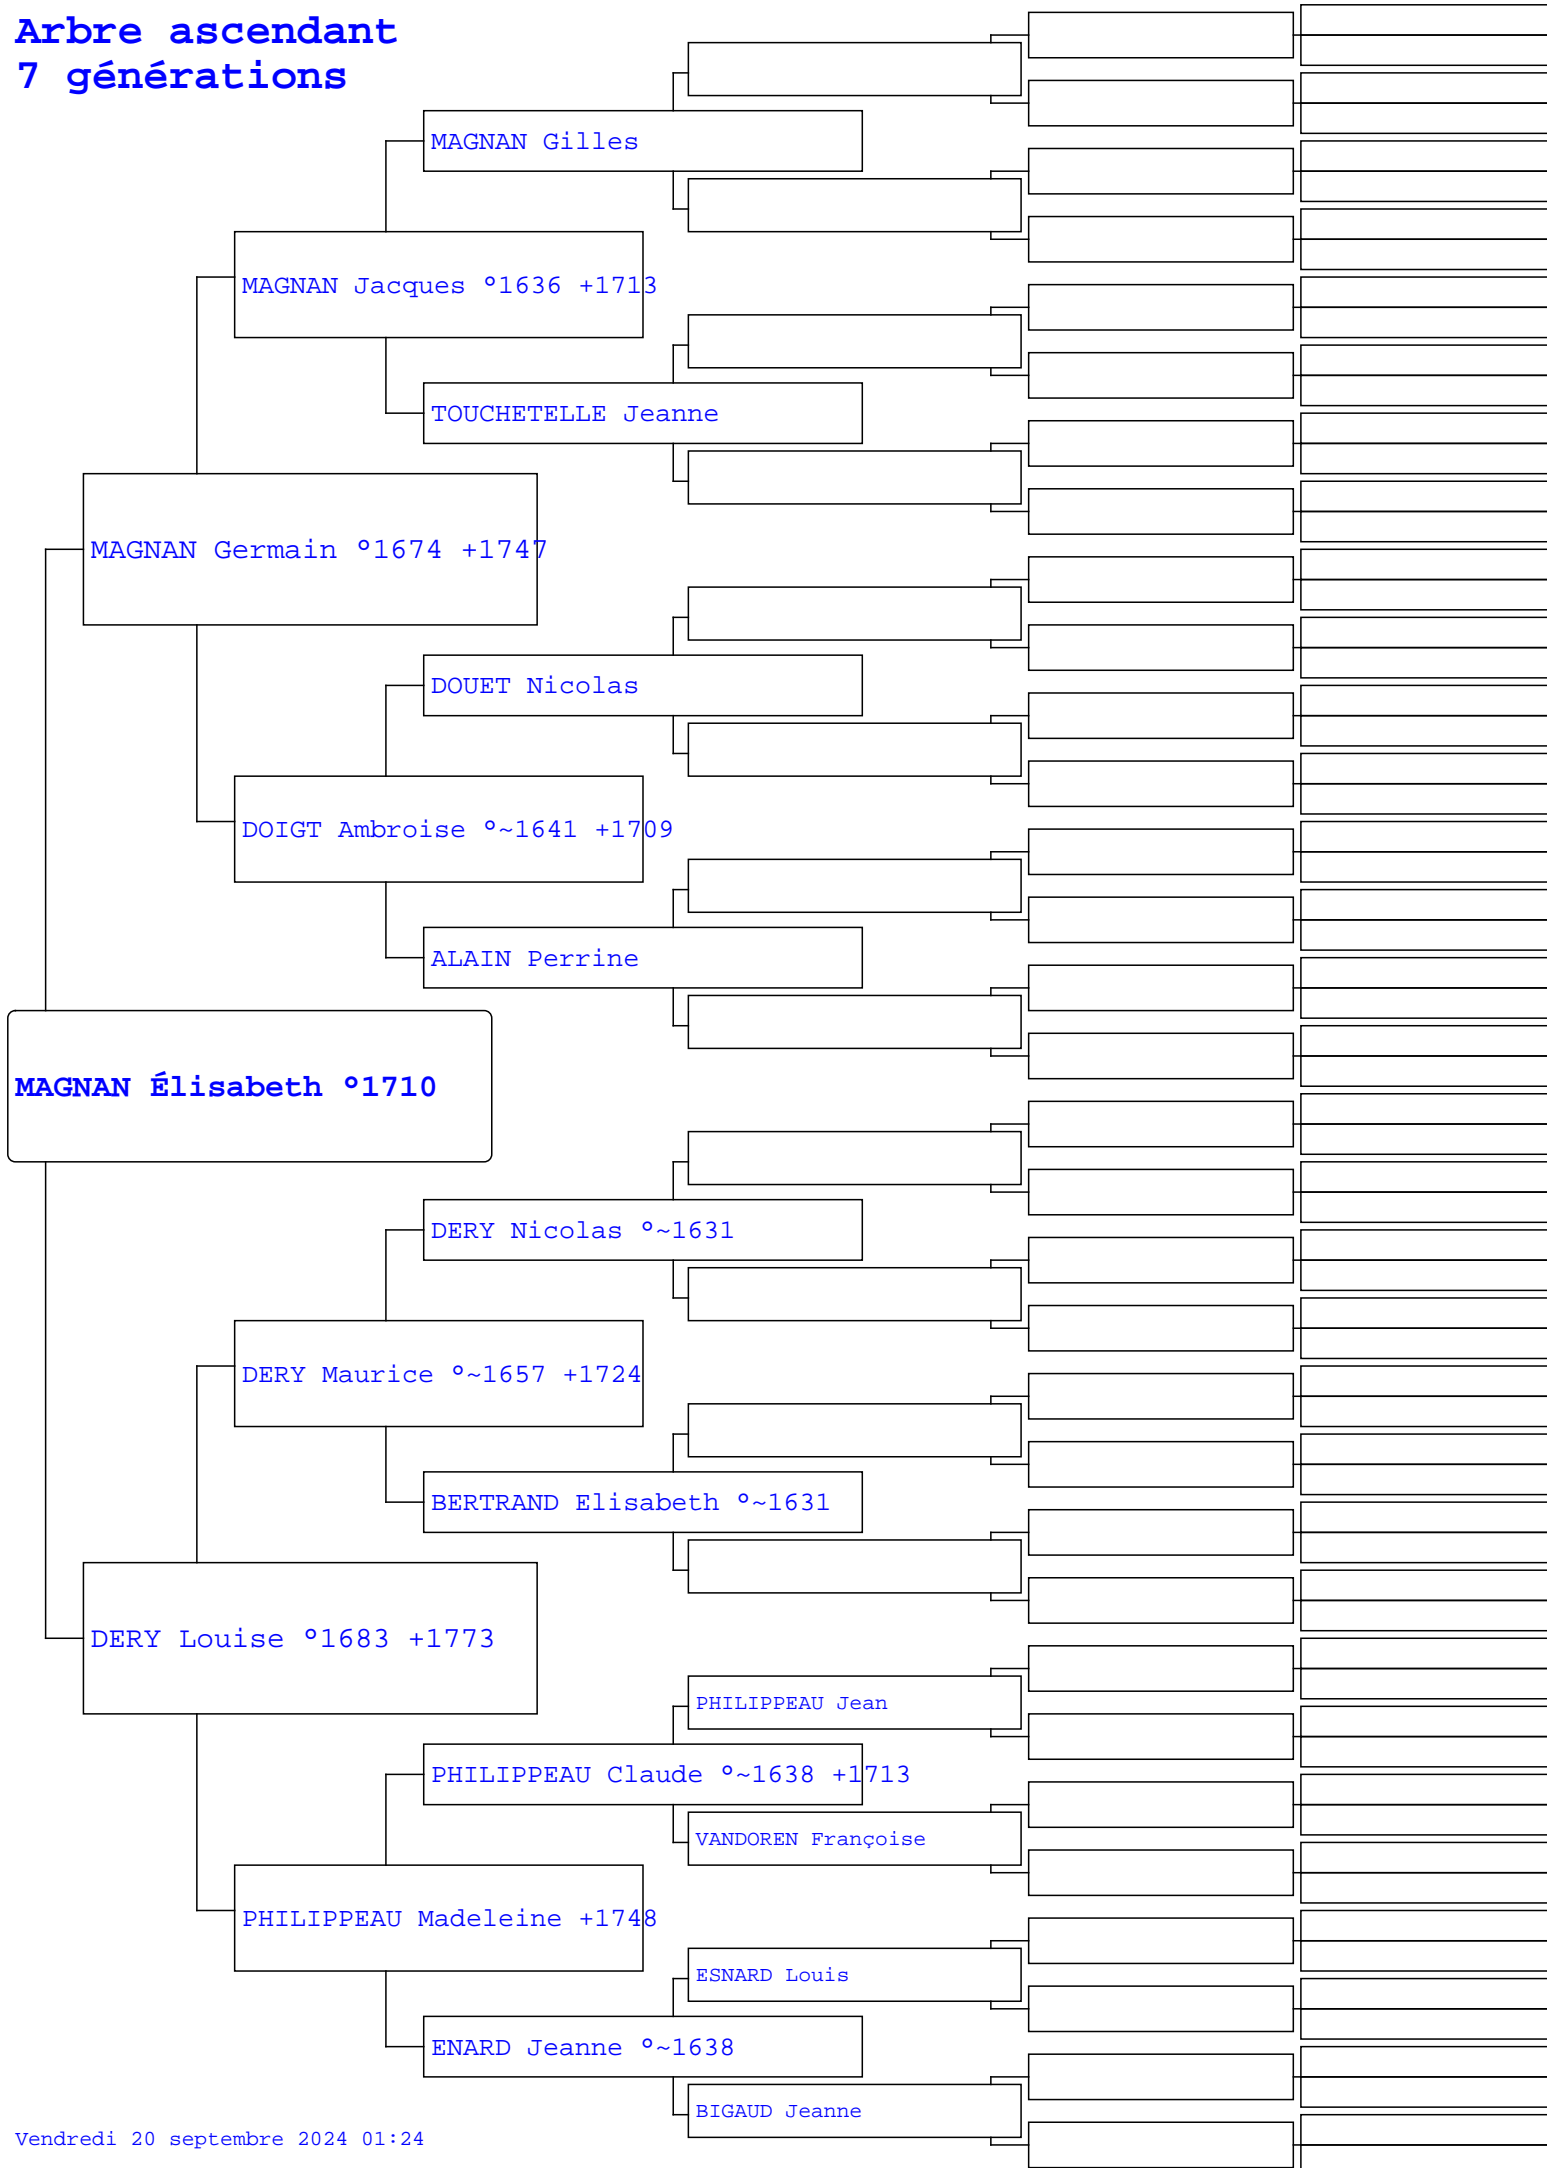 Arbre ascendant
7 générations
MAGNAN Gilles
MAGNAN Jacques °1636 +1713
TOUCHETELLE Jeanne
MAGNAN Germain °1674 +1747
DOUET Nicolas
DOIGT Ambroise °~1641 +1709
ALAIN Perrine
MAGNAN Élisabeth °1710
DERY Nicolas °~1631
DERY Maurice °~1657 +1724
BERTRAND Elisabeth °~1631
DERY Louise °1683 +1773
PHILIPPEAU Jean
PHILIPPEAU Claude °~1638 +1713
VANDOREN Françoise
PHILIPPEAU Madeleine +1748
ESNARD Louis
ENARD Jeanne °~1638
BIGAUD Jeanne
Vendredi 20 septembre 2024 01:24